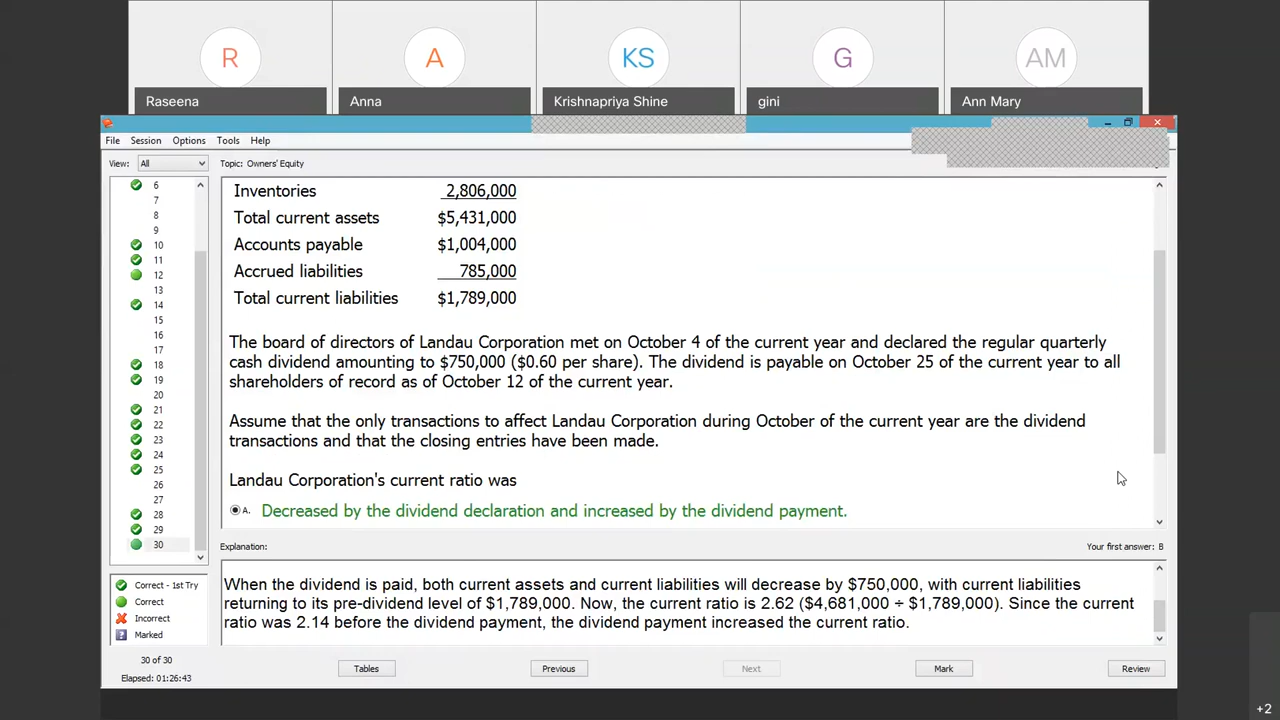 R A KS G AM
Raseena Anna Krishnapriya Shine gini Ann Mary
File Session Options Tools Help
View: All Topic: Owners' Equity
6
7
8
9
10
11
12
13
14
15
16
17
18
19
20
21
22
23
24
25
26
27
28
29
30
Inventories 2,806,000
Total current assets $5,431,000
Accounts payable $1,004,000
Accrued liabilities 785,000
Total current liabilities $1,789,000
The board of directors of Landau Corporation met on October 4 of the current year and declared the regular quarterly
cash dividend amounting to $750,000 ($0.60 per share). The dividend is payable on October 25 of the current year to all
shareholders of record as of October 12 of the current year.
Assume that the only transactions to affect Landau Corporation during October of the current year are the dividend
transactions and that the closing entries have been made.
Landau Corporation's current ratio was
A. Decreased by the dividend declaration and increased by the dividend payment.
Explanation: Your first answer: B
When the dividend is paid, both current assets and current liabilities will decrease by $750,000, with current liabilities
returning to its pre-dividend level of $1,789,000. Now, the current ratio is 2.62 ($4,681,000 ÷ $1,789,000). Since the current
ratio was 2.14 before the dividend payment, the dividend payment increased the current ratio.
Correct - 1st Try
Correct
Incorrect
Marked
30 of 30
Elapsed: 01:26:43
Tables Previous Next Mark Review
+2